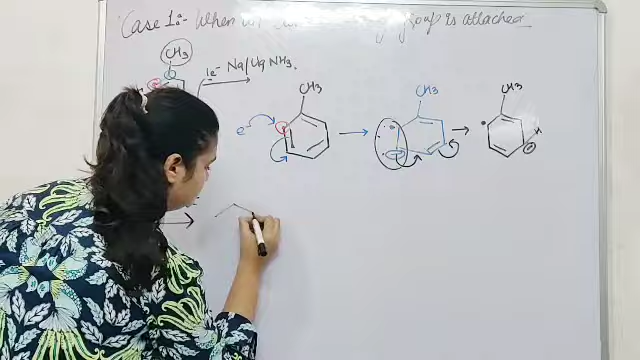 Case 1:- When
Group is attached
CH3
1e- Na/Liq NH3.
CH3
CH3
CH3
e-
H